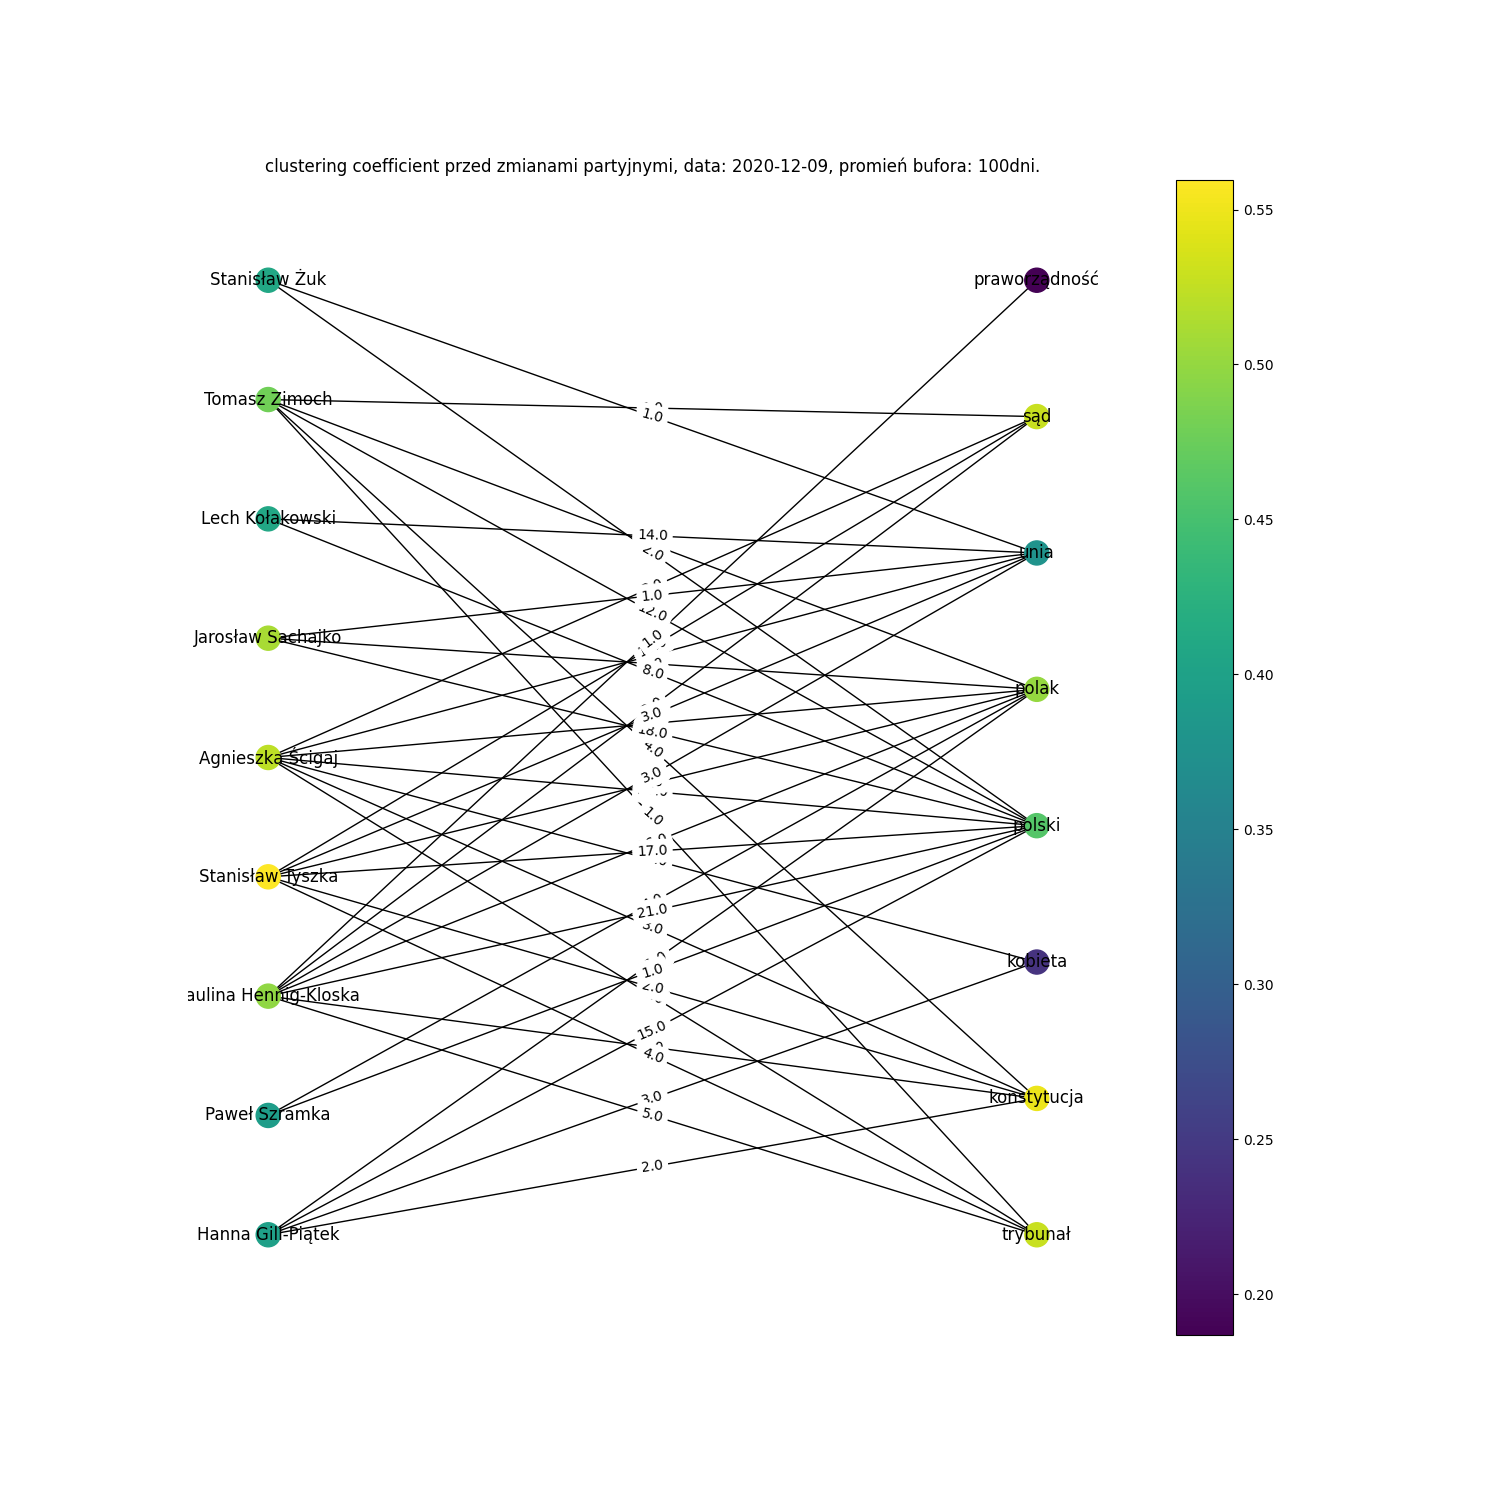 clustering coefficient przed zmianami partyjnymi, data: 2020-12-09, promień bufora: 100dni.
Stanisław Żuk
praworządność
Tomasz Zimoch
sąd
1.0
Lech Kołakowski
14.0
unia
2.0
1.0
12.0
Jarosław Sachajko
1.0
8.0
polak
3.0
18.0
4.0
Agnieszka Ścigaj
3.0
1.0
polski
17.0
Stanisław Tyszka
21.0
3.0
kobieta
1.0
2.0
aulina Hennig-Kloska
15.0
4.0
3.0
konstytucja
5.0
Paweł Szramka
2.0
Hanna Gill-Piątek
trybunał
0.55
0.50
0.45
0.40
0.35
0.30
0.25
0.20